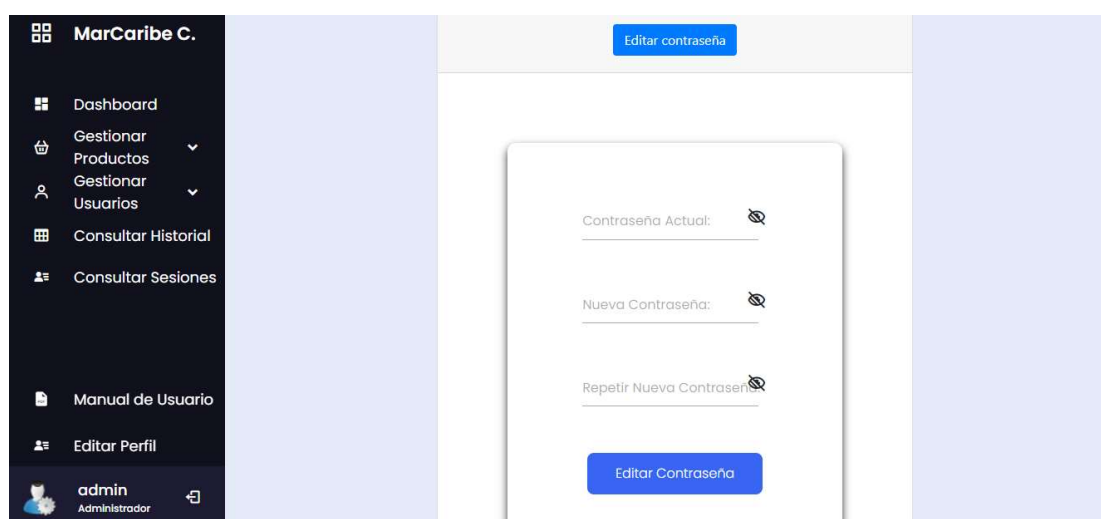 MarCaribe C.
Dashboard
Gestionar
Productos
Gestionar
Usuarios
Consultar Historial
Consultar Sesiones
Manual de Usuario
Editar Perfil
admin
Administrador
Editar contraseña
Contraseña Actual:
Nueva Contraseña:
Repetir Nueva Contraseña:
Editar Contraseña